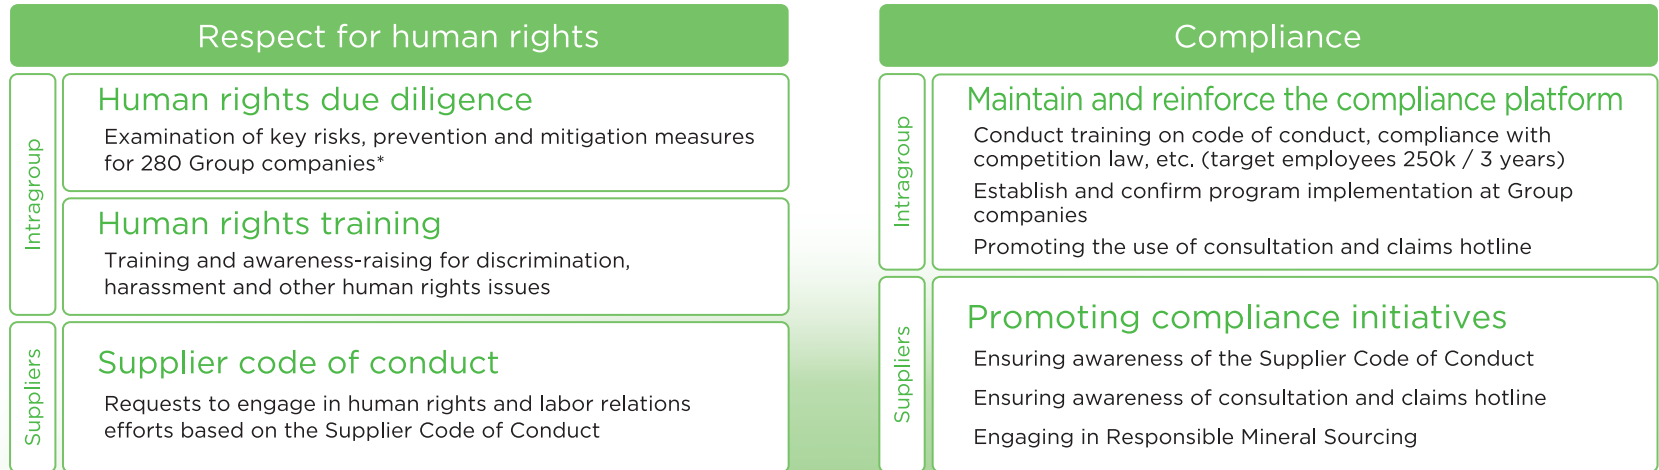 Respect for human rights
Intragroup
Human rights due diligence
Examination of key risks, prevention and mitigation measures
for 280 Group companies*
Human rights training
Training and awareness-raising for discrimination,
harassment and other human rights issues
Suppliers
Supplier code of conduct
Requests to engage in human rights and labor relations
efforts based on the Supplier Code of Conduct
Compliance
Intragroup
Maintain and reinforce the compliance platform
Conduct training on code of conduct, compliance with
competition law, etc. (target employees 250k / 3 years)
Establish and confirm program implementation at Group
companies
Promoting the use of consultation and claims hotline
Suppliers
Promoting compliance initiatives
Ensuring awareness of the Supplier Code of Conduct
Ensuring awareness of consultation and claims hotline
Engaging in Responsible Mineral Sourcing